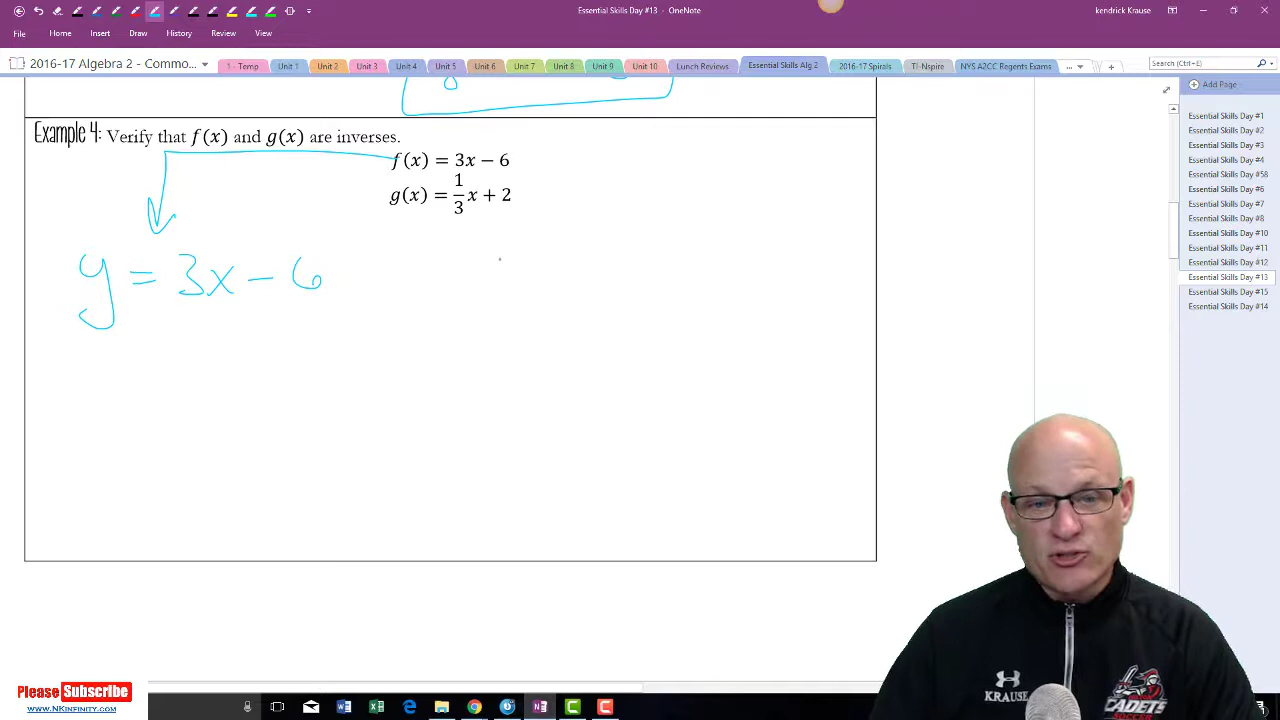 Essential Skills Day #13 - OneNote
kendrick Krause
File Home Insert Draw History Review View
2016-17 Algebra 2 - Commo...
1 - Temp Unit 1 Unit 2 Unit 3 Unit 4 Unit 5 Unit 6 Unit 7 Unit 8 Unit 9 Unit 10 Lunch Reviews Essential Skills Alg 2 2016-17 Spirals TI-Nspire NYS A2CC Regents Exams ...
Search (Ctrl+E)
Add Page
Essential Skills Day #1
Essential Skills Day #2
Essential Skills Day #3
Essential Skills Day #4
Essential Skills Day #58
Essential Skills Day #6
Essential Skills Day #7
Essential Skills Day #8
Essential Skills Day #10
Essential Skills Day #11
Essential Skills Day #12
Essential Skills Day #13
Essential Skills Day #15
Essential Skills Day #14
Example 4: Verify that f(x) and g(x) are inverses.
f(x) = 3x − 6
g(x) = 1/3 x + 2
y = 3x − 6
KRAUSE
CADETS
SOCCER
Please Subscribe
www.NKinfinity.com